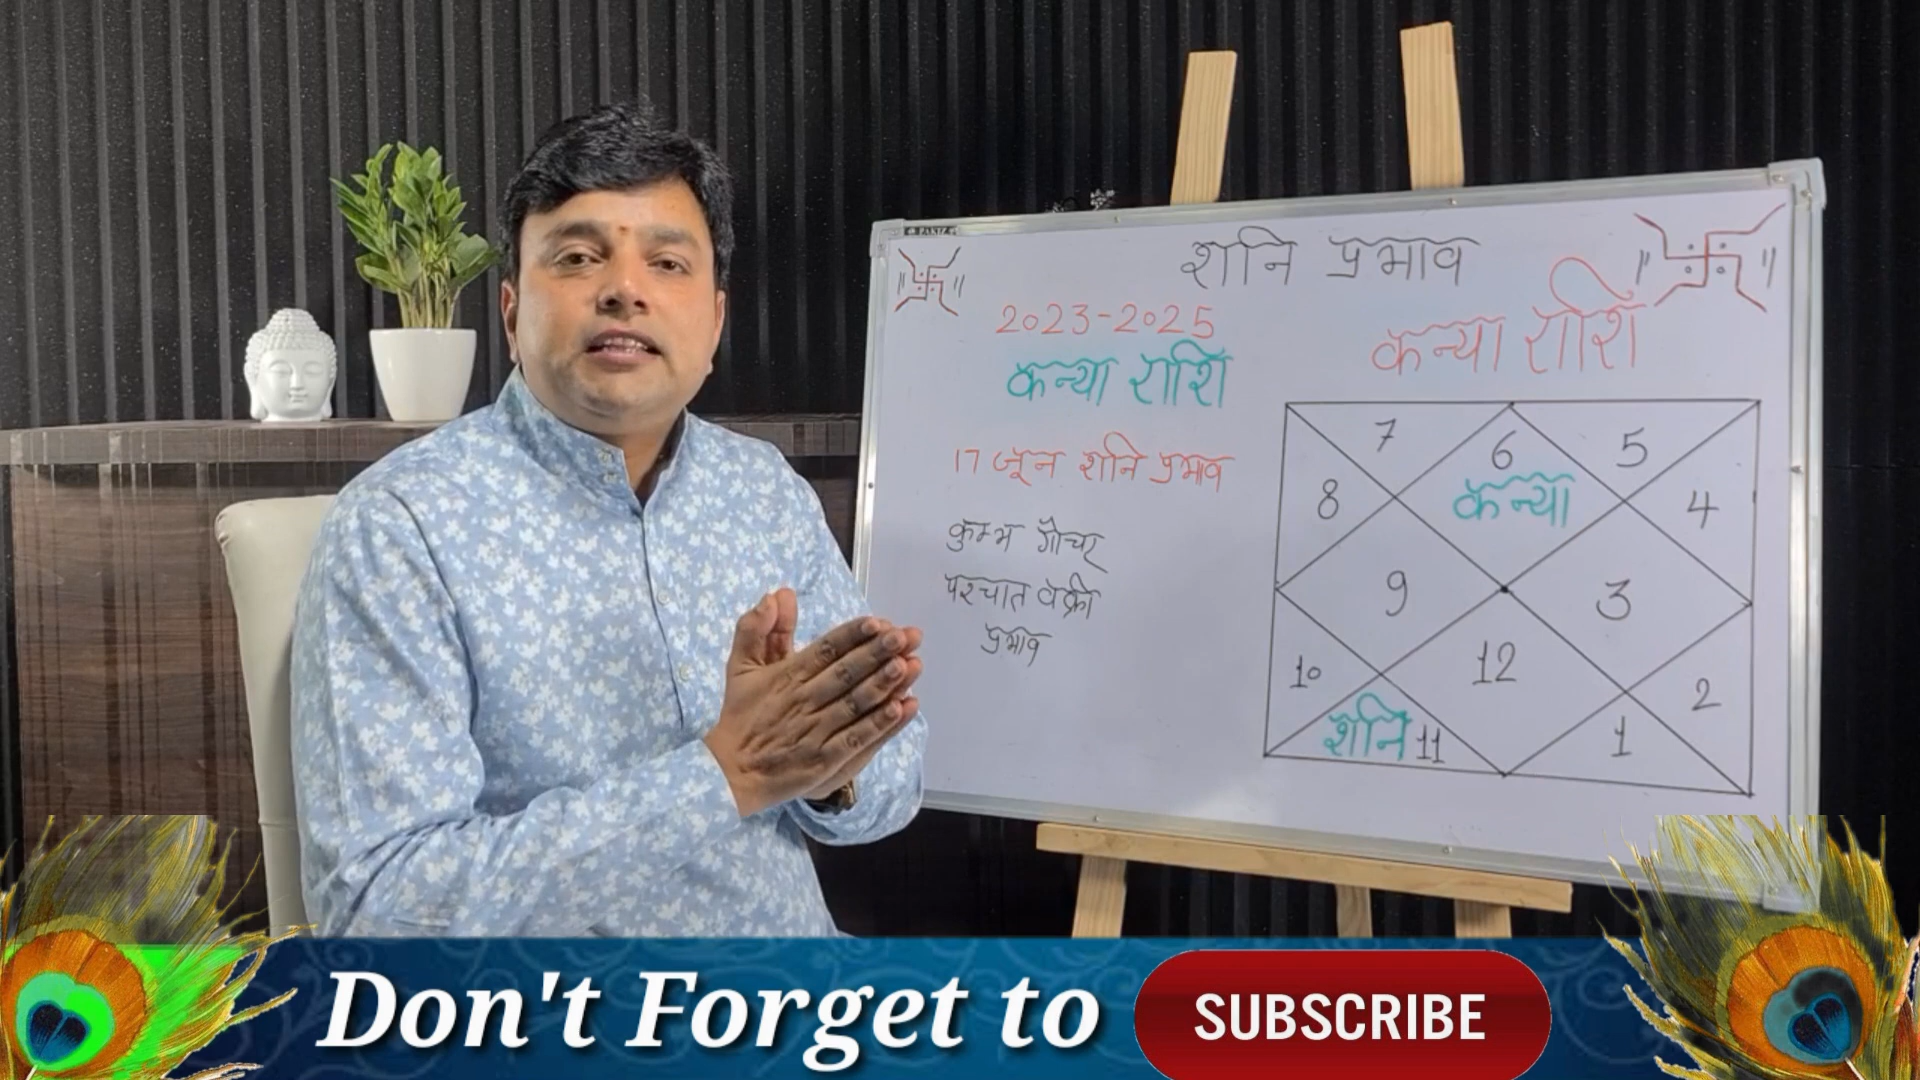 शनि प्रभाव
2023-2025
कन्या राशि
कन्या राशि
17 जून शनि प्रभाव
कुम्भ गोचर
पश्चात वक्री
प्रभाव
7
6
5
8
कन्या
4
9
3
10
12
2
शनि 11
1
Don't Forget to SUBSCRIBE